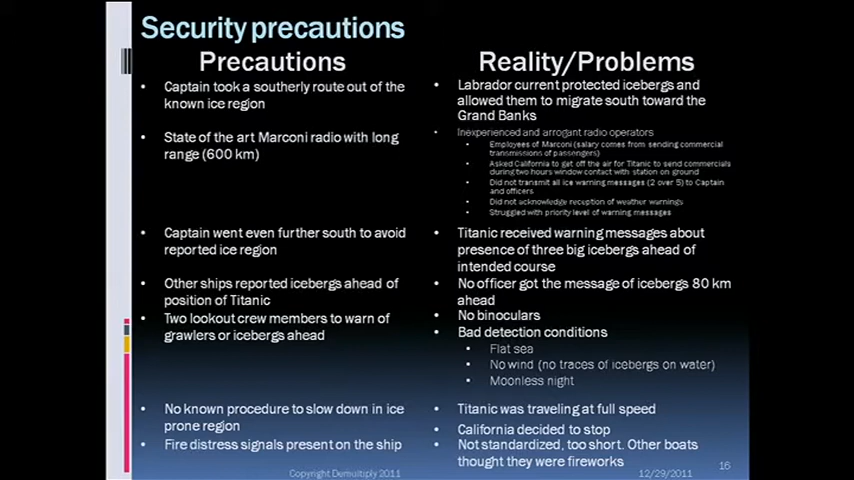 Security precautions
Precautions
• Captain took a southerly route out of the
known ice region
• State of the art Marconi radio with long
range (600 km)
• Captain went even further south to avoid
reported ice region
• Other ships reported icebergs ahead of
position of Titanic
• Two lookout crew members to warn of
grawlers or icebergs ahead
• No known procedure to slow down in ice
prone region
• Fire distress signals present on the ship
Reality/Problems
• Labrador current protected icebergs and
allowed them to migrate south toward the
Grand Banks
• Inexperienced and arrogant radio operators
• Employees of Marconi (salary comes from sending commercial
transmissions of passengers)
• Asked California to get off the air for Titanic to send commercials
during two hours window contact with station on ground
• Did not transmit all ice warning messages (2 over 5) to Captain
and officers
• Did not acknowledge reception of weather warnings
• Struggled with priority level of warning messages
• Titanic received warning messages about
presence of three big icebergs ahead of
intended course
• No officer got the message of icebergs 80 km
ahead
• No binoculars
• Bad detection conditions
• Flat sea
• No wind (no traces of icebergs on water)
• Moonless night
• Titanic was traveling at full speed
• California decided to stop
• Not standardized, too short. Other boats
thought they were fireworks
Copyright Demultiply 2011
12/29/2011
16